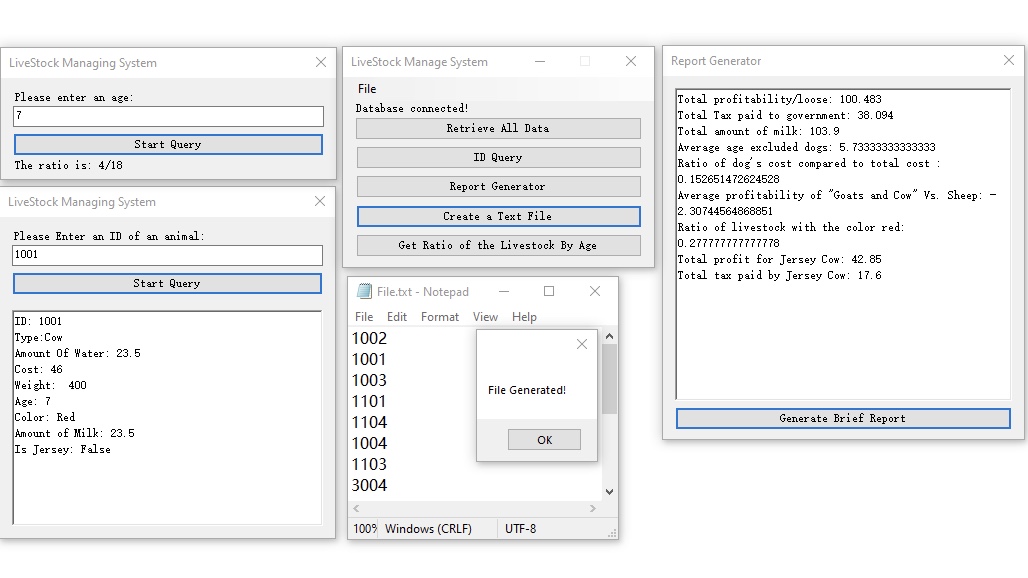 LiveStock Managing System
Please enter an age:
7
Start Query
The ratio is: 4/18
LiveStock Managing System
Please Enter an ID of an animal:
1001
Start Query
ID: 1001
Type:Cow
Amount Of Water: 23.5
Cost: 46
Weight:  400
Age: 7
Color: Red
Amount of Milk: 23.5
Is Jersey: False
LiveStock Manage System
File
Database connected!
Retrieve All Data
ID Query
Report Generator
Create a Text File
Get Ratio of the Livestock By Age
File.txt - Notepad
File Edit Format View Help
1002
1001
1003
1101
1104
1004
1103
3004
100% Windows (CRLF) UTF-8
File Generated!
OK
Report Generator
Total profitability/loose: 100.483
Total Tax paid to government: 38.094
Total amount of milk: 103.9
Average age excluded dogs: 5.73333333333333
Ratio of dog's cost compared to total cost :
0.152651472624528
Average profitability of "Goats and Cow" Vs. Sheep: -
2.30744564868851
Ratio of livestock with the color red:
0.277777777777778
Total profit for Jersey Cow: 42.85
Total tax paid by Jersey Cow: 17.6
Generate Brief Report